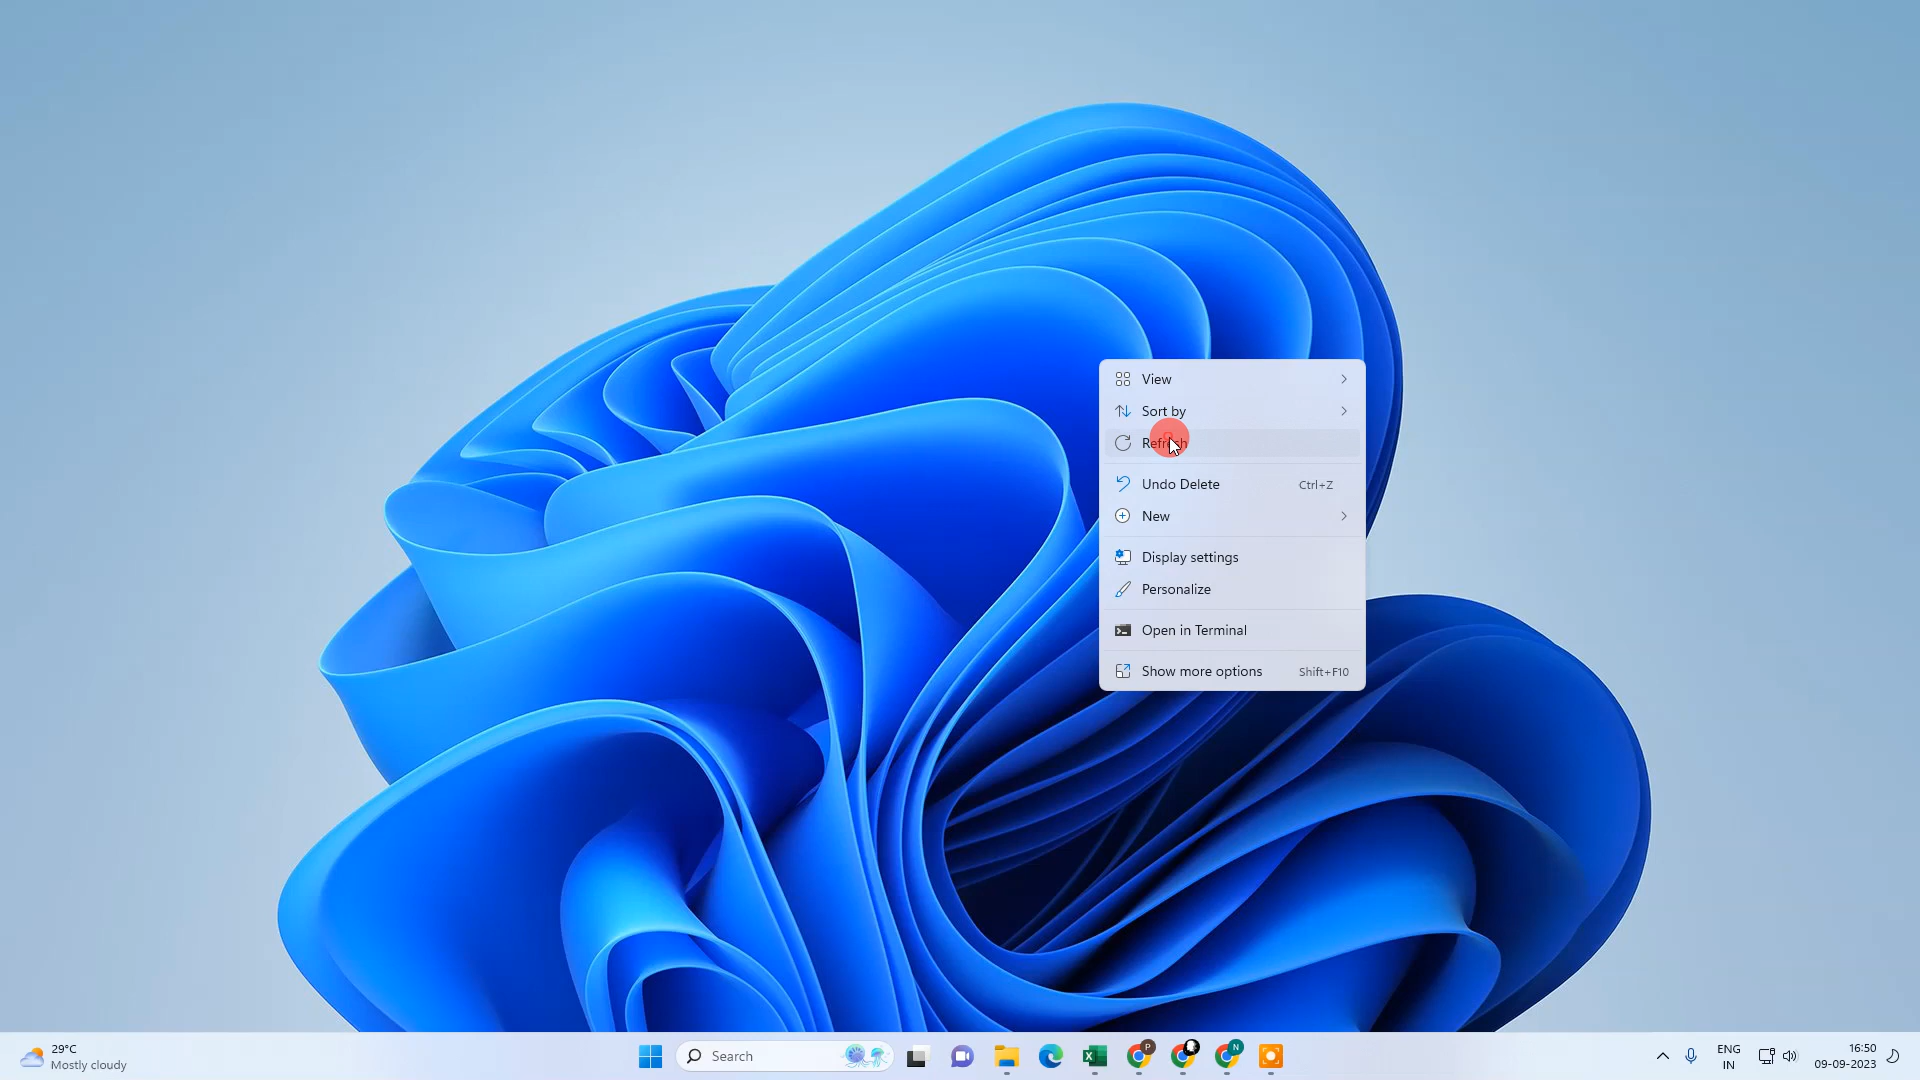 View
Sort by
Refresh
Undo Delete Ctrl+Z
New
Display settings
Personalize
Open in Terminal
Show more options Shift+F10
29°C
Mostly cloudy
Search
P
N
ENG
IN
16:50
09-09-2023